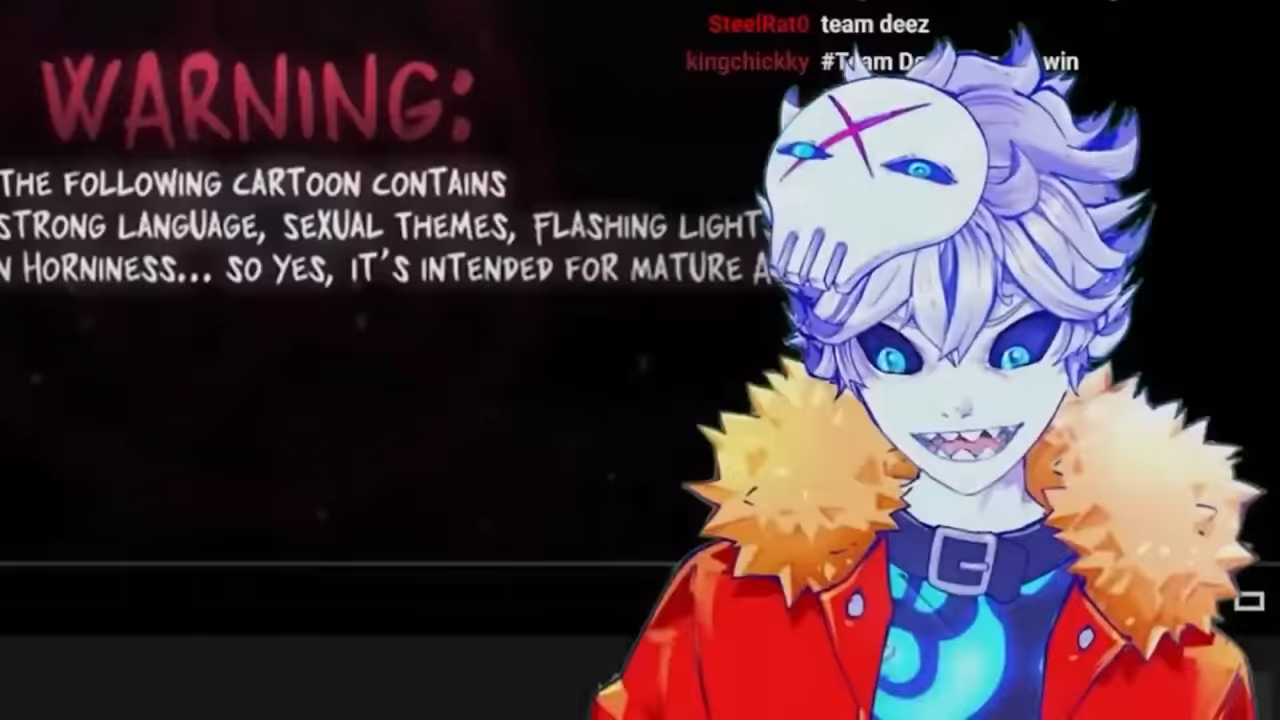 SteelRat0 team deez
kingchickky #T win
WARNING:
THE FOLLOWING CARTOON CONTAINS
STRONG LANGUAGE, SEXUAL THEMES, FLASHING LIGHT
N HORNINESS... SO YES, IT'S INTENDED FOR MATURE A